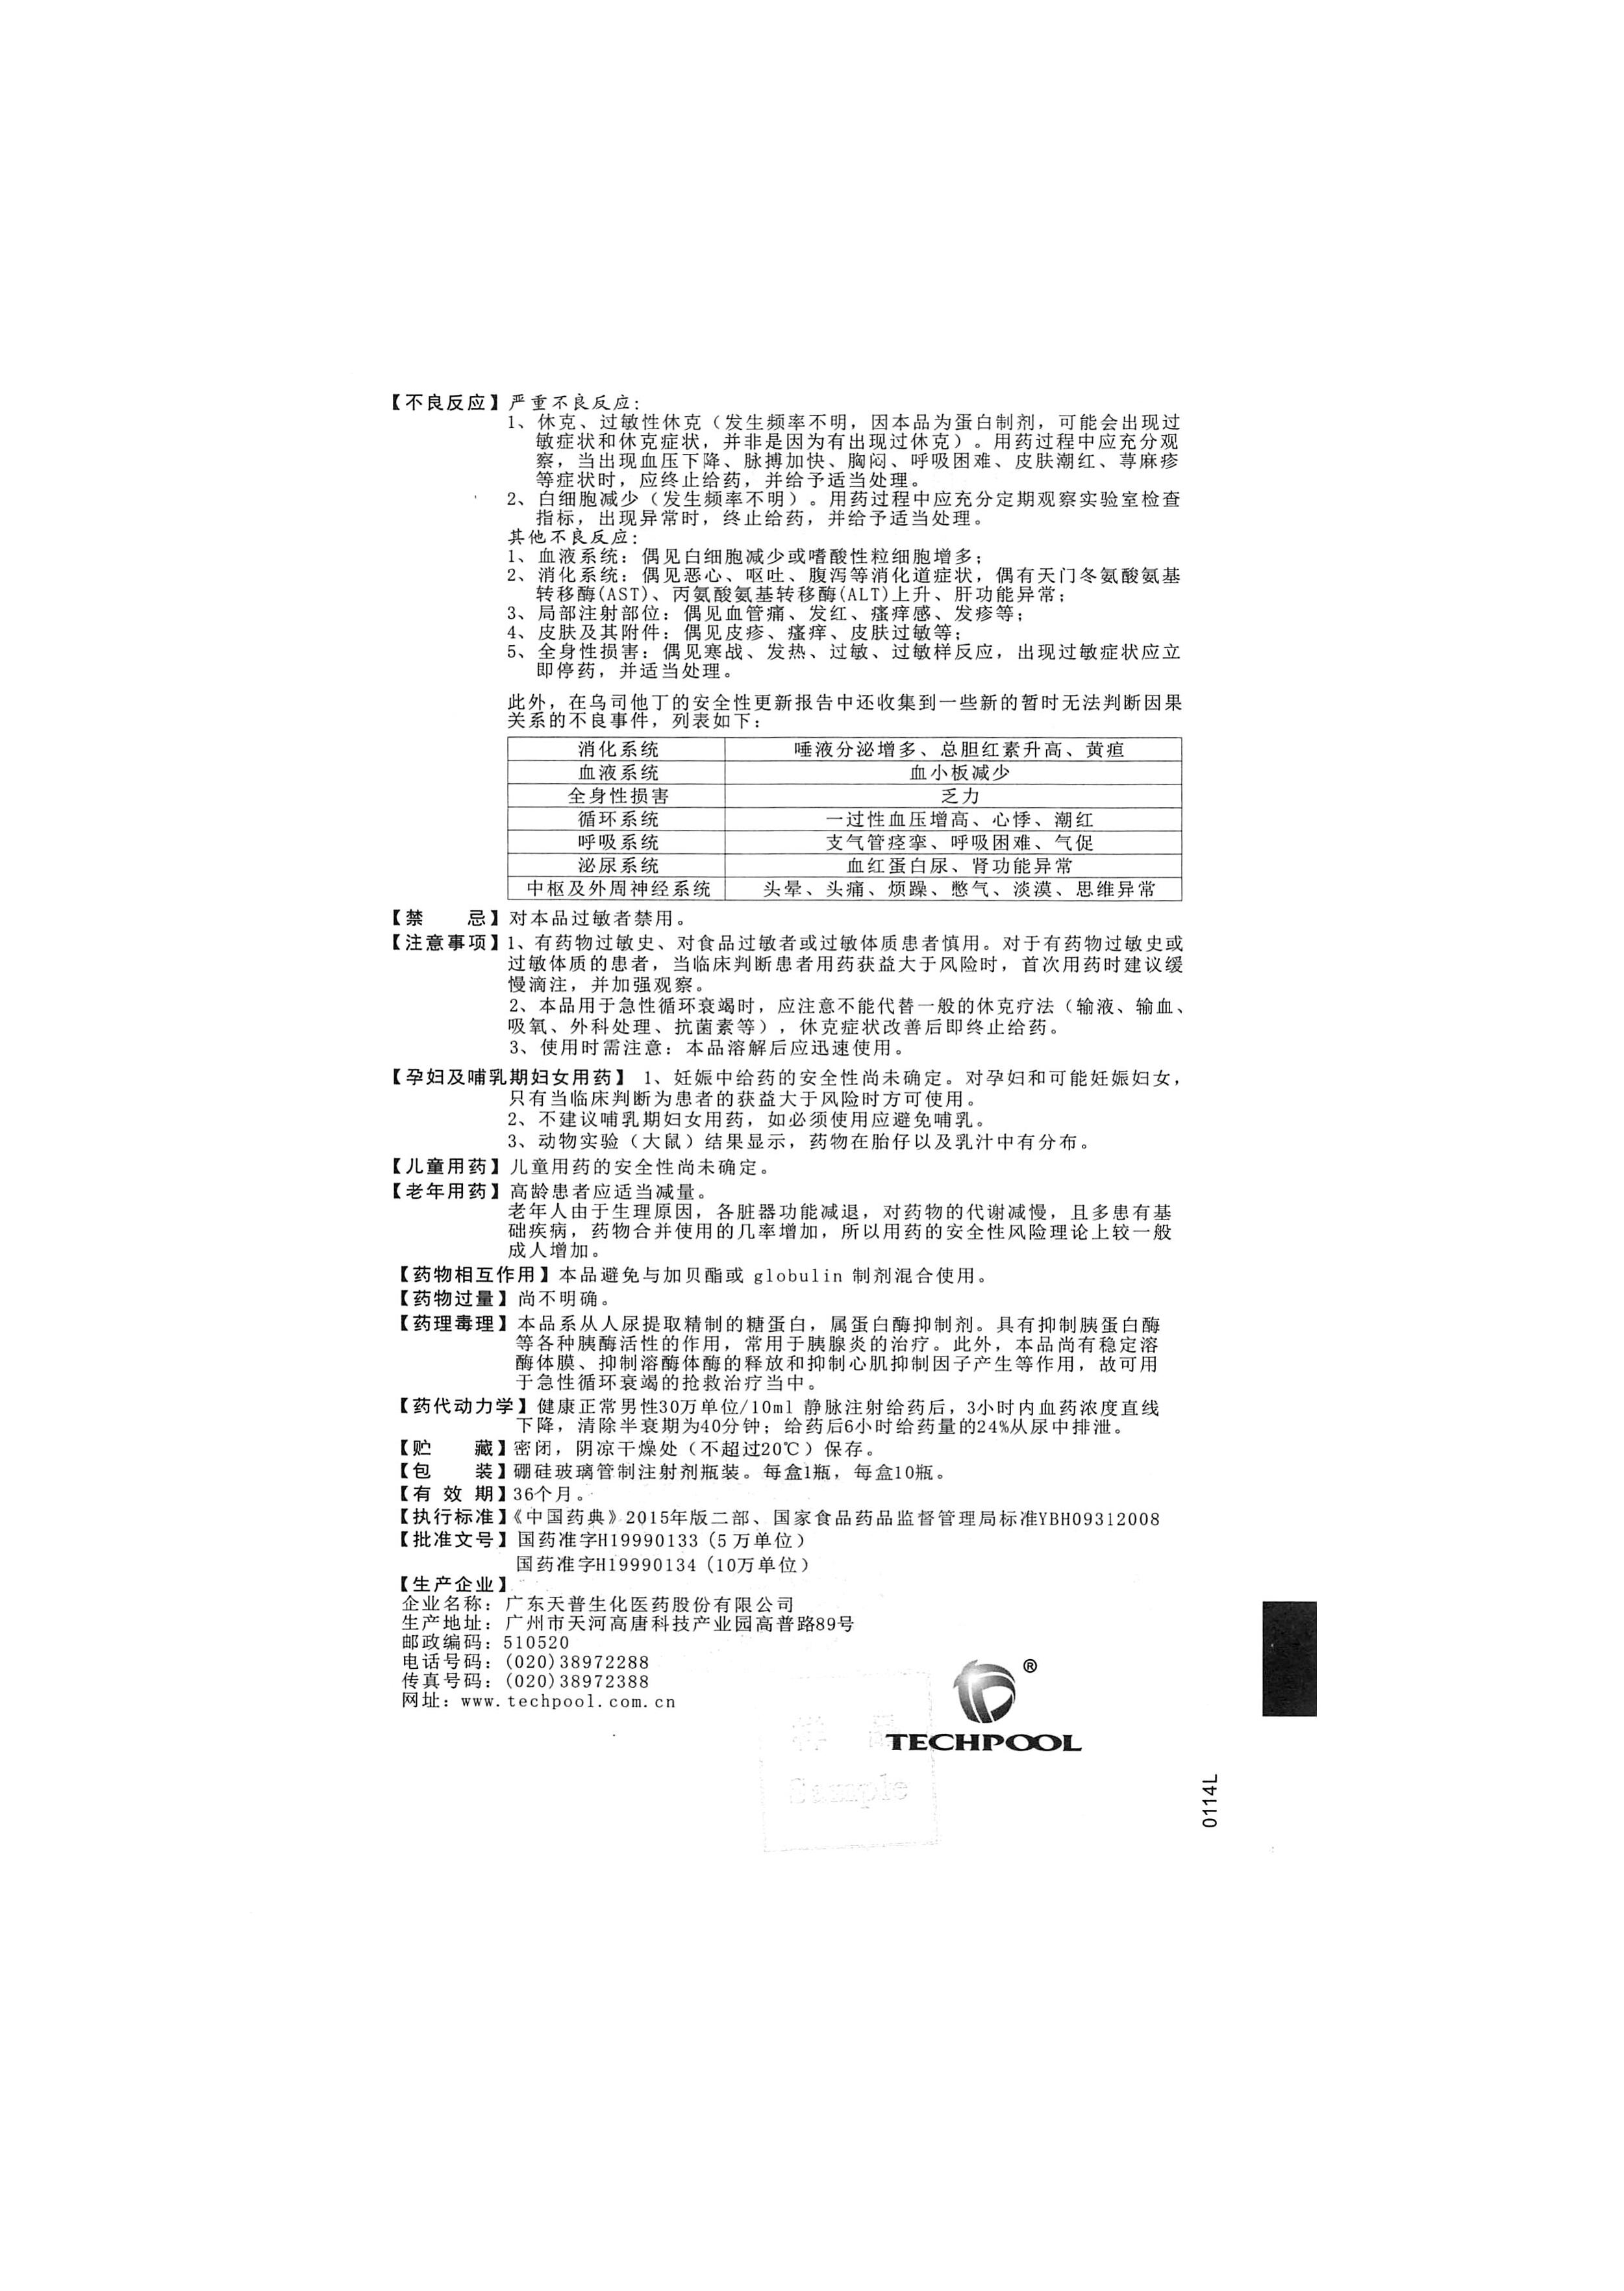 【不良反应】严重不良反应:
1、休克、过敏性休克(发生频率不明,因本品为蛋白制剂,可能会出现过
敏症状和休克症状,并非是因为有出现过休克)。用药过程中应充分观
察,当出现血压下降、脉搏加快、胸闷、呼吸困难、皮肤潮红、荨麻疹
等症状时,应终止给药,并给予适当处理。
2、白细胞减少(发生频率不明)。用药过程中应充分定期观察实验室检查
指标,出现异常时,终止给药,并给予适当处理。
其他不良反应:
1、血液系统:偶见白细胞减少或嗜酸性粒细胞增多;
2、消化系统:偶见恶心、呕吐、腹泻等消化道症状,偶有天门冬氨酸氨基
转移酶(AST)、丙氨酸氨基转移酶(ALT)上升、肝功能异常;
3、局部注射部位:偶见血管痛、发红、瘙痒感、发疹等;
4、皮肤及其附件:偶见皮疹、瘙痒、皮肤过敏等;
5、全身性损害:偶见寒战、发热、过敏、过敏样反应,出现过敏症状应立
即停药,并适当处理。
此外,在乌司他丁的安全性更新报告中还收集到一些新的暂时无法判断因果
关系的不良事件,列表如下:
消化系统 唾液分泌增多、总胆红素升高、黄疸
血液系统 血小板减少
全身性损害 乏力
循环系统 一过性血压增高、心悸、潮红
呼吸系统 支气管痉挛、呼吸困难、气促
泌尿系统 血红蛋白尿、肾功能异常
中枢及外周神经系统 头晕、头痛、烦躁、憋气、淡漠、思维异常
【禁 忌】对本品过敏者禁用。
【注意事项】1、有药物过敏史、对食品过敏者或过敏体质患者慎用。对于有药物过敏史或
过敏体质的患者,当临床判断患者用药获益大于风险时,首次用药时建议缓
慢滴注,并加强观察。
2、本品用于急性循环衰竭时,应注意不能代替一般的休克疗法(输液、输血、
吸氧、外科处理、抗菌素等),休克症状改善后即终止给药。
3、使用时需注意:本品溶解后应迅速使用。
【孕妇及哺乳期妇女用药】 1、妊娠中给药的安全性尚未确定。对孕妇和可能妊娠妇女,
只有当临床判断为患者的获益大于风险时方可使用。
2、不建议哺乳期妇女用药,如必须使用应避免哺乳。
3、动物实验(大鼠)结果显示,药物在胎仔以及乳汁中有分布。
【儿童用药】儿童用药的安全性尚未确定。
【老年用药】高龄患者应适当减量。
老年人由于生理原因,各脏器功能减退,对药物的代谢减慢,且多患有基
础疾病,药物合并使用的几率增加,所以用药的安全性风险理论上较一般
成人增加。
【药物相互作用】本品避免与加贝酯或 globulin 制剂混合使用。
【药物过量】尚不明确。
【药理毒理】本品系从人尿提取精制的糖蛋白,属蛋白酶抑制剂。具有抑制胰蛋白酶
等各种胰酶活性的作用,常用于胰腺炎的治疗。此外,本品尚有稳定溶
酶体膜、抑制溶酶体酶的释放和抑制心肌抑制因子产生等作用,故可用
于急性循环衰竭的抢救治疗当中。
【药代动力学】健康正常男性30万单位/10ml 静脉注射给药后,3小时内血药浓度直线
下降,清除半衰期为40分钟;给药后6小时给药量的24%从尿中排泄。
【贮 藏】密闭,阴凉干燥处(不超过20℃)保存。
【包 装】硼硅玻璃管制注射剂瓶装。每盒1瓶,每盒10瓶。
【有 效 期】36个月。
【执行标准】《中国药典》2015年版二部、国家食品药品监督管理局标准YBH09312008
【批准文号】国药准字H19990133(5万单位)
国药准字H19990134(10万单位)
【生产企业】
企业名称:广东天普生化医药股份有限公司
生产地址:广州市天河高唐科技产业园高普路89号
邮政编码:510520
电话号码:(020)38972288
传真号码:(020)38972388
网址:www.techpool.com.cn
®
TECHPOOL
样品
Sample
0114L